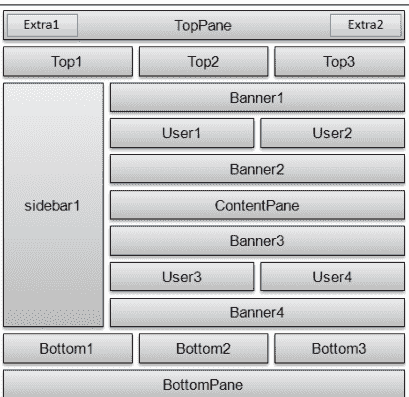 Extra1 TopPane Extra2
Top1 Top2 Top3
Banner1
User1 User2
Banner2
sidebar1 ContentPane
Banner3
User3 User4
Banner4
Bottom1 Bottom2 Bottom3
BottomPane